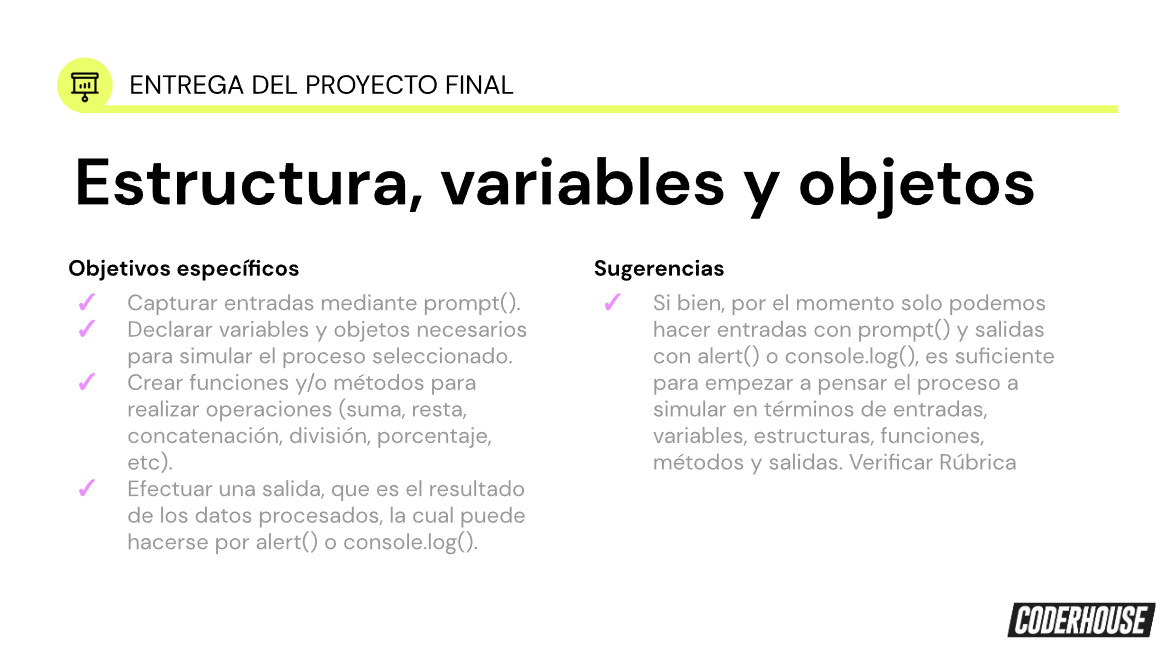 ENTREGA DEL PROYECTO FINAL
Estructura, variables y objetos
Objetivos específicos
✓ Capturar entradas mediante prompt().
✓ Declarar variables y objetos necesarios
para simular el proceso seleccionado.
✓ Crear funciones y/o métodos para
realizar operaciones (suma, resta,
concatenación, división, porcentaje,
etc).
✓ Efectuar una salida, que es el resultado
de los datos procesados, la cual puede
hacerse por alert() o console.log().
Sugerencias
✓ Si bien, por el momento solo podemos
hacer entradas con prompt() y salidas
con alert() o console.log(), es suficiente
para empezar a pensar el proceso a
simular en términos de entradas,
variables, estructuras, funciones,
métodos y salidas. Verificar Rúbrica
CODERHOUSE